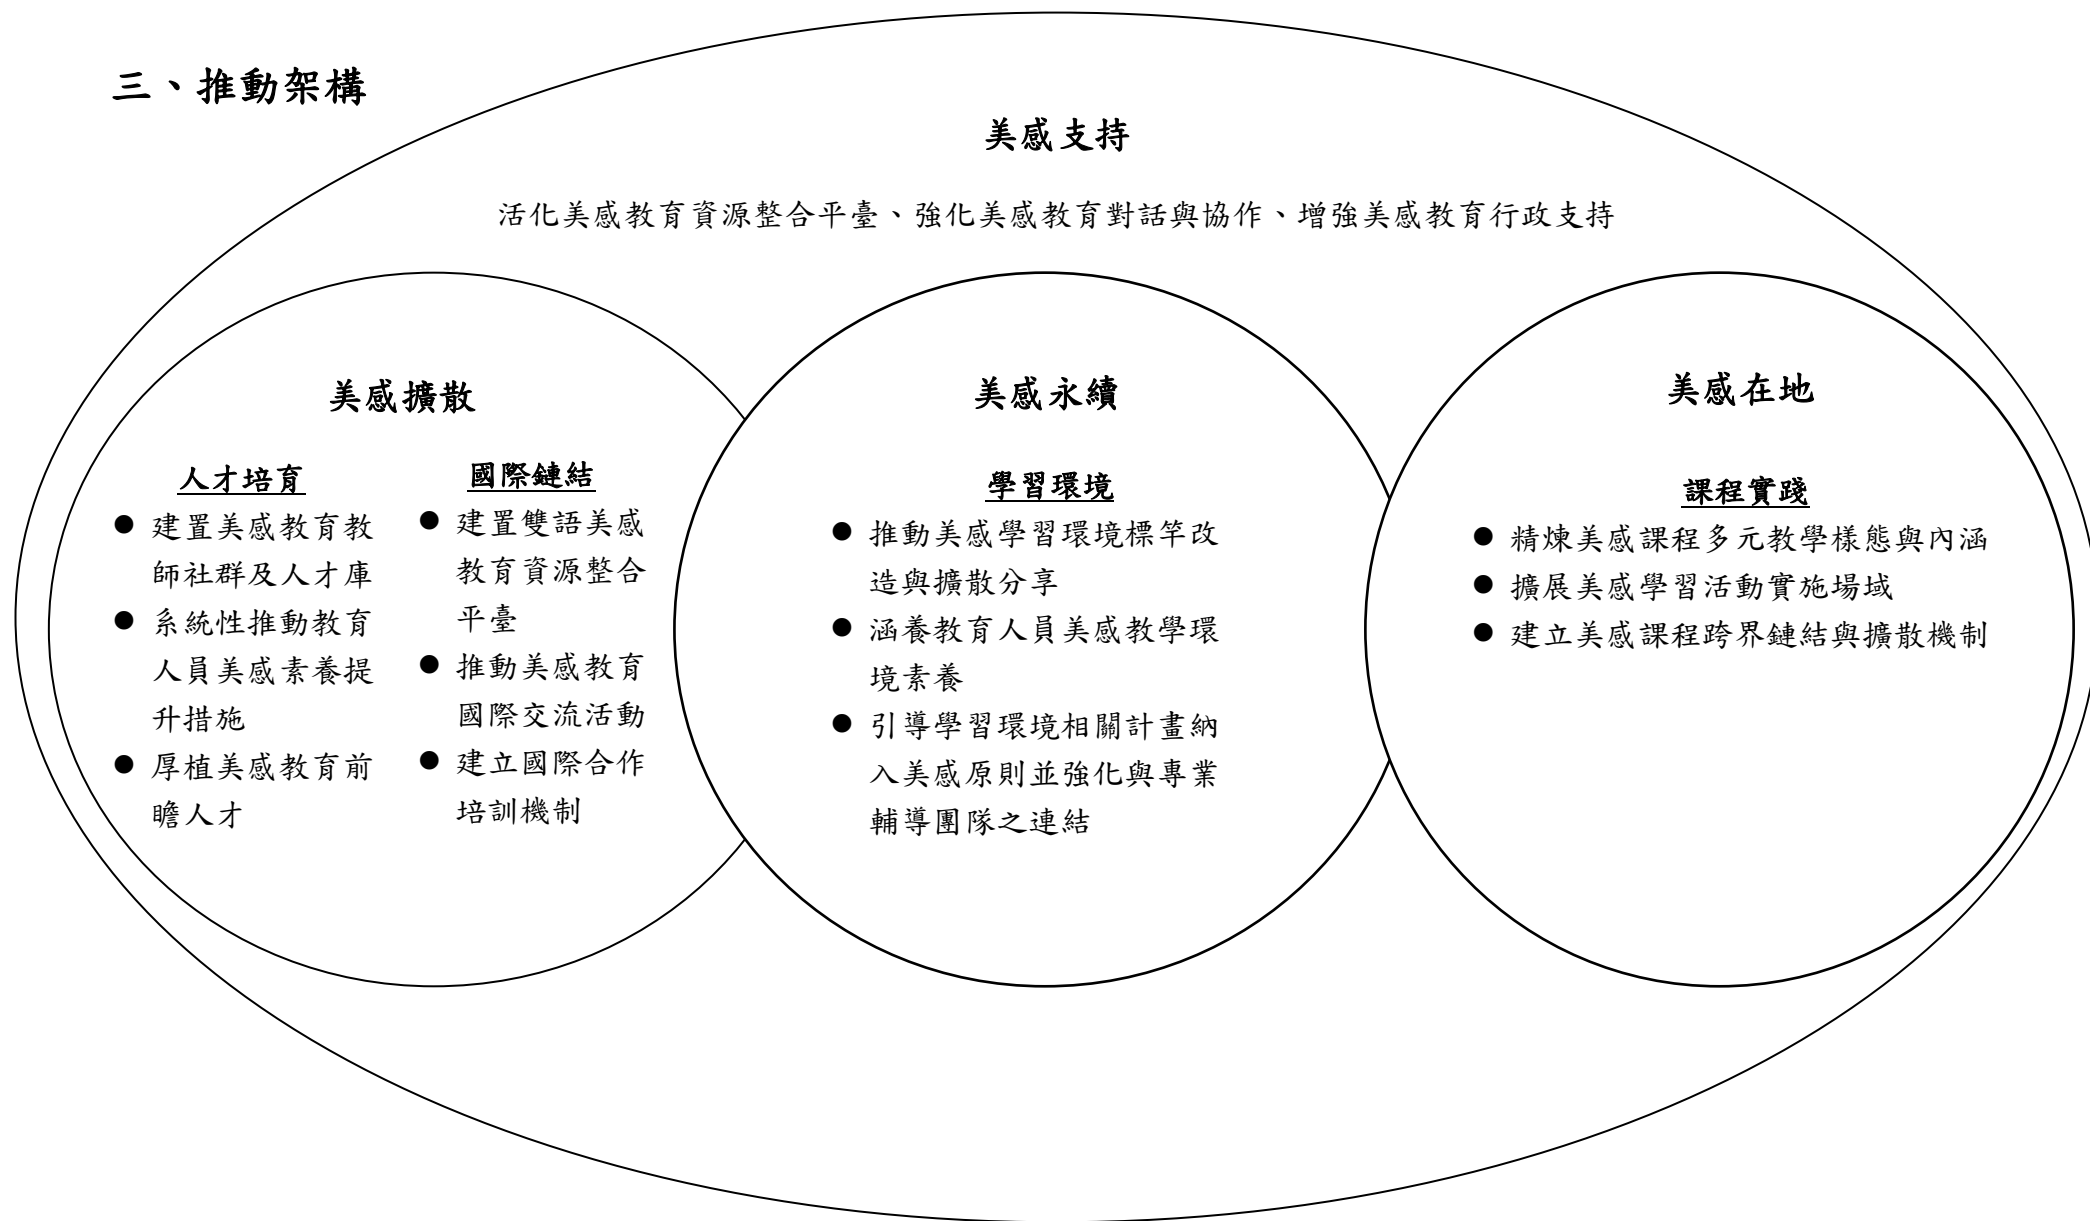 三、推動架構
美感支持
活化美感教育資源整合平臺、強化美感教育對話與協作、增強美感教育行政支持
美感擴散
人才培育
● 建置美感教育教
師社群及人才庫
● 系統性推動教育
人員美感素養提
升措施
● 厚植美感教育前
瞻人才
國際鏈結
● 建置雙語美感
教育資源整合
平臺
● 推動美感教育
國際交流活動
● 建立國際合作
培訓機制
美感永續
學習環境
● 推動美感學習環境標竿改
造與擴散分享
● 涵養教育人員美感教學環
境素養
● 引導學習環境相關計畫納
入美感原則並強化與專業
輔導團隊之連結
美感在地
課程實踐
● 精煉美感課程多元教學樣態與內涵
● 擴展美感學習活動實施場域
● 建立美感課程跨界鏈結與擴散機制